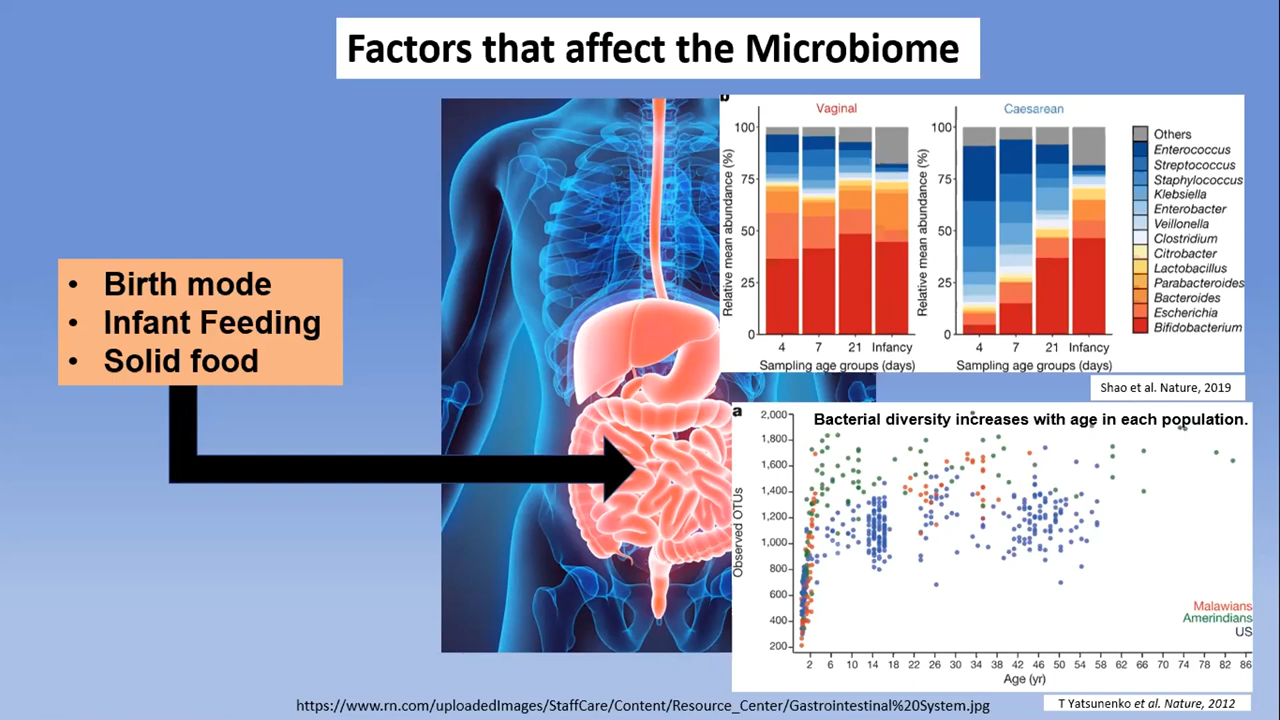 Factors that affect the Microbiome
• Birth mode
• Infant Feeding
• Solid food
b
Vaginal
Caesarean
Relative mean abundance (%)
100
75
50
25
0
4 7 21 Infancy
Sampling age groups (days)
Relative mean abundance (%)
100
75
50
25
0
4 7 21 Infancy
Sampling age groups (days)
Others
Enterococcus
Streptococcus
Staphylococcus
Klebsiella
Enterobacter
Veillonella
Clostridium
Citrobacter
Lactobacillus
Parabacteroides
Bacteroides
Escherichia
Bifidobacterium
Shao et al. Nature, 2019
a
Bacterial diversity increases with age in each population.
Observed OTUs
2,000
1,800
1,600
1,400
1,200
1,000
800
600
400
200
Malawians
Amerindians
US
2 6 10 14 18 22 26 30 34 38 42 46 50 54 58 62 66 70 74 78 82 86
Age (yr)
https://www.rn.com/uploadedImages/StaffCare/Content/Resource_Center/Gastrointestinal%20System.jpg
T Yatsunenko et al. Nature, 2012